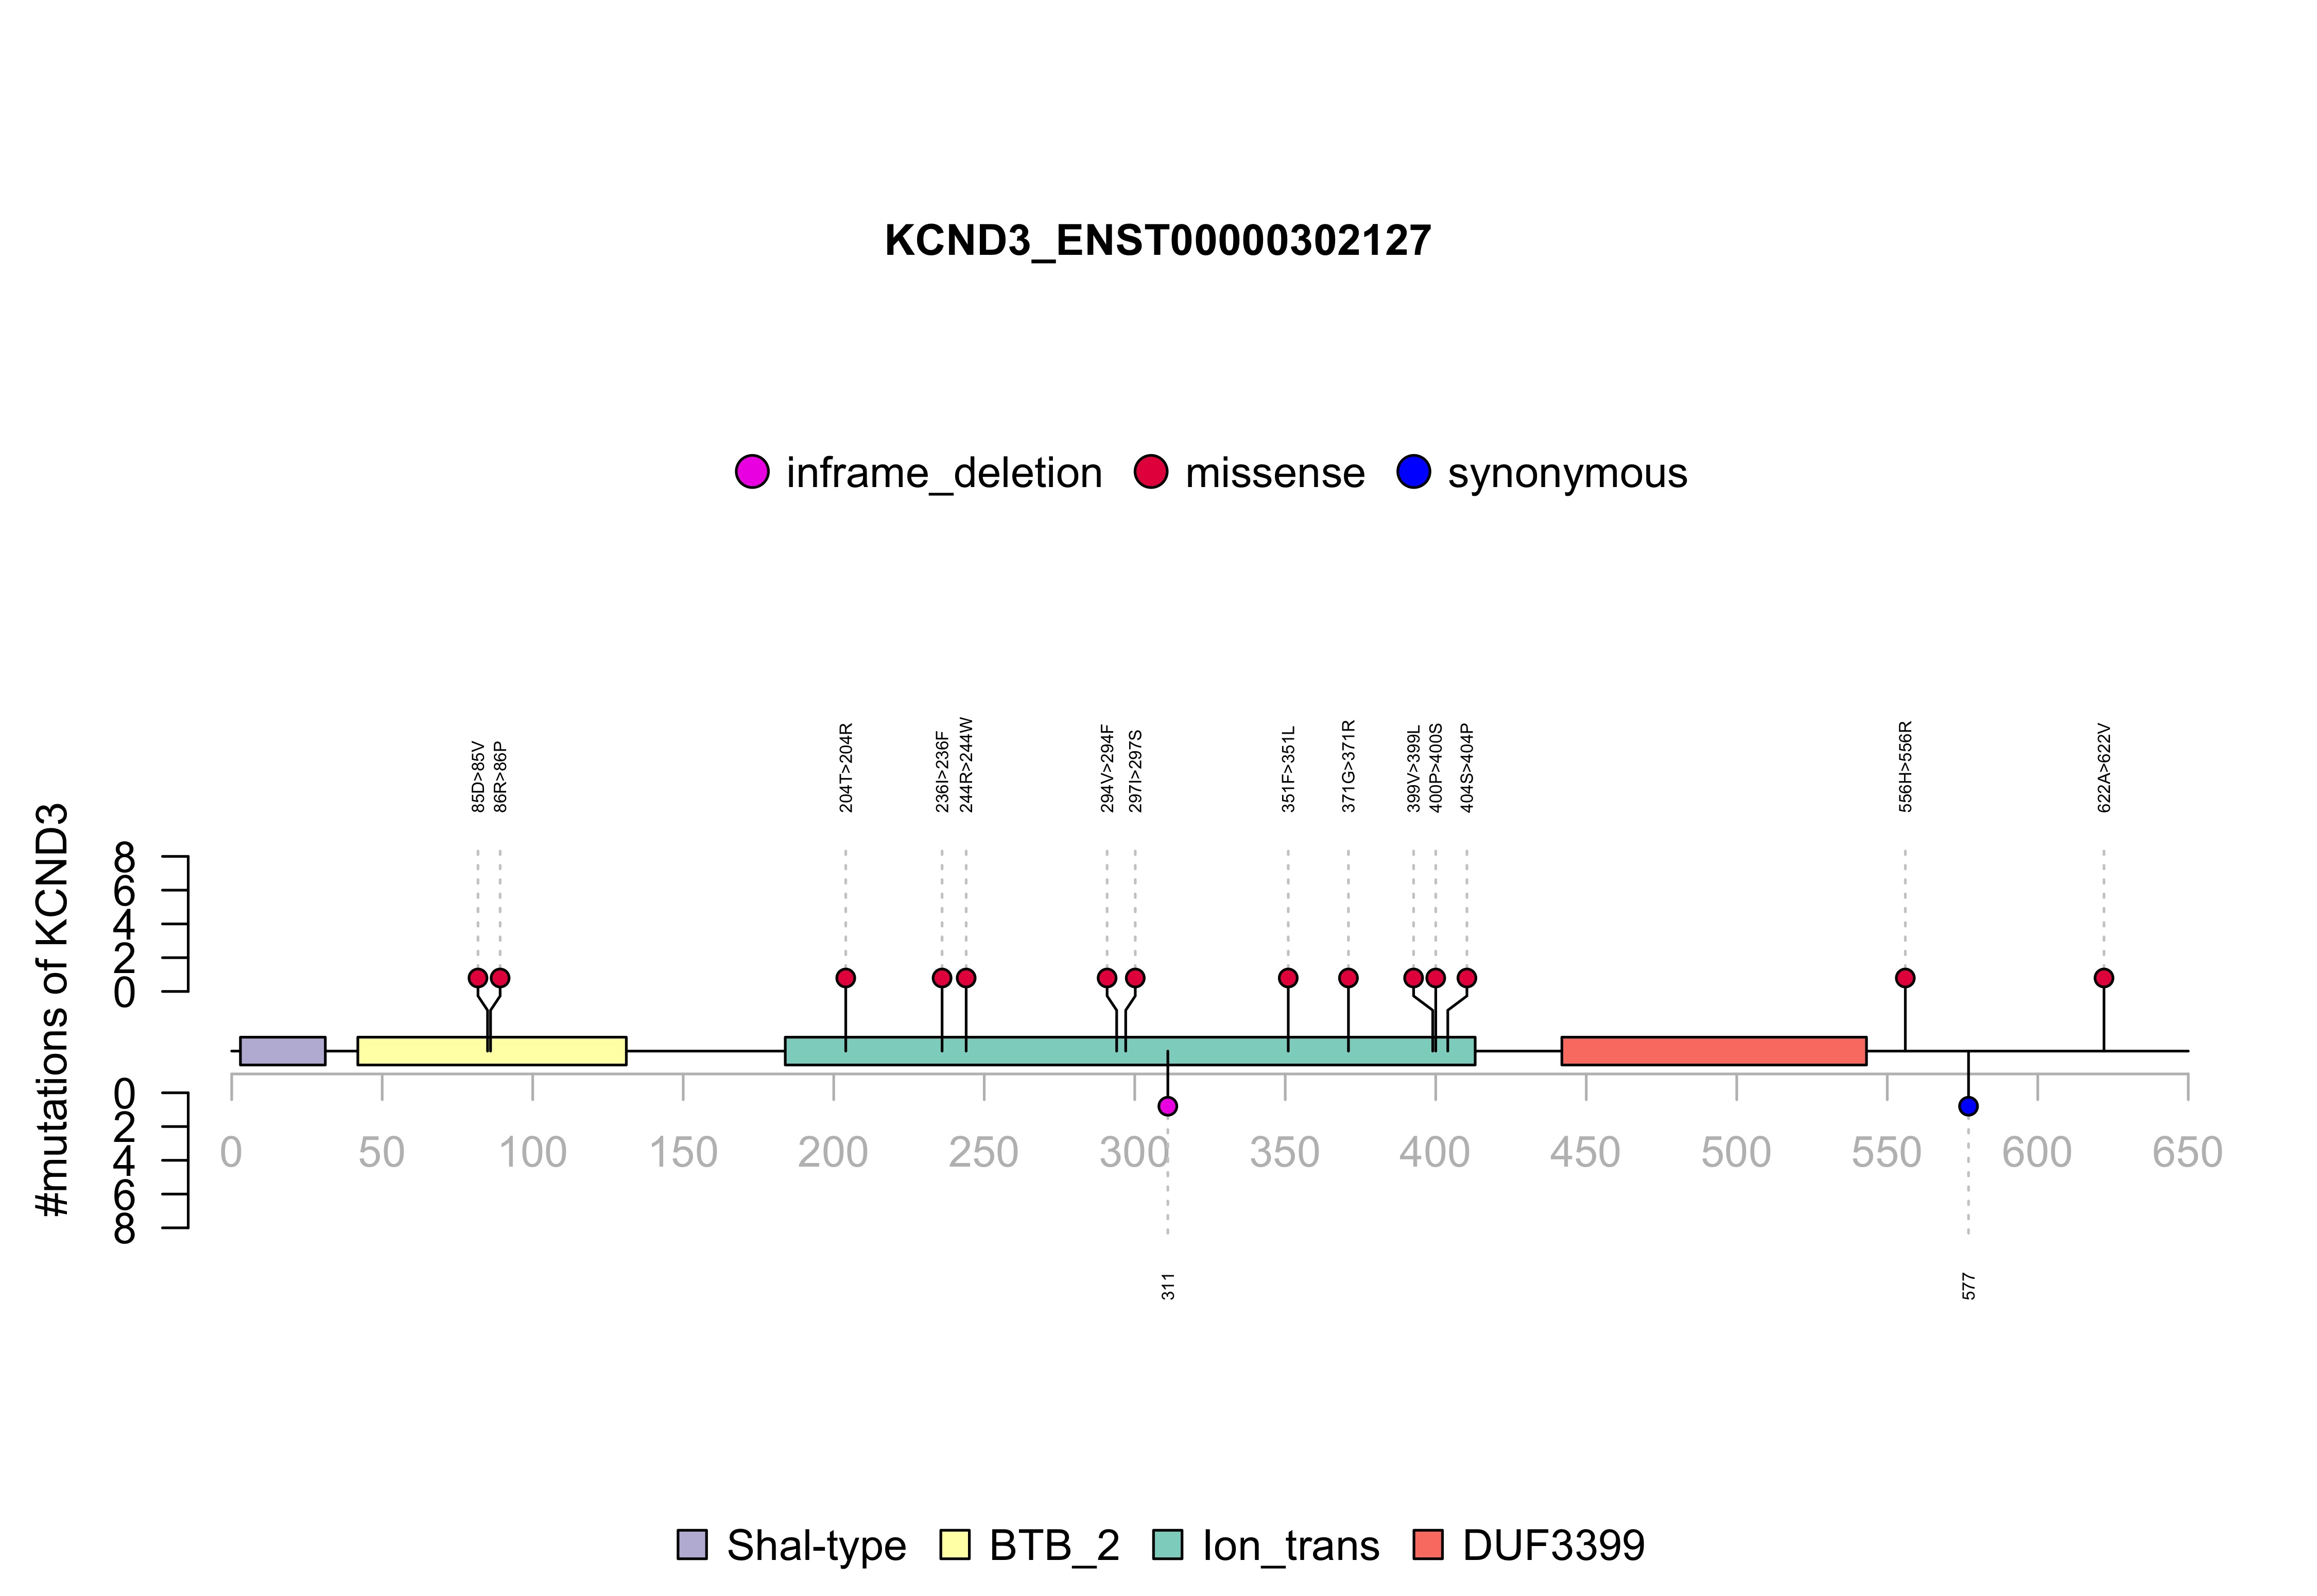 KCND3_ENST00000302127
inframe_deletion missense synonymous
85D>85V
86R>86P
204T>204R
236I>236F
244R>244W
294V>294F
297I>297S
351F>351L
371G>371R
399V>399L
400P>400S
404S>404P
556H>556R
622A>622V
#mutations of KCND3
8
6
4
2
0
0
2
4
6
8
0 50 100 150 200 250 300 350 400 450 500 550 600 650
311
577
Shal-type BTB_2 Ion_trans DUF3399